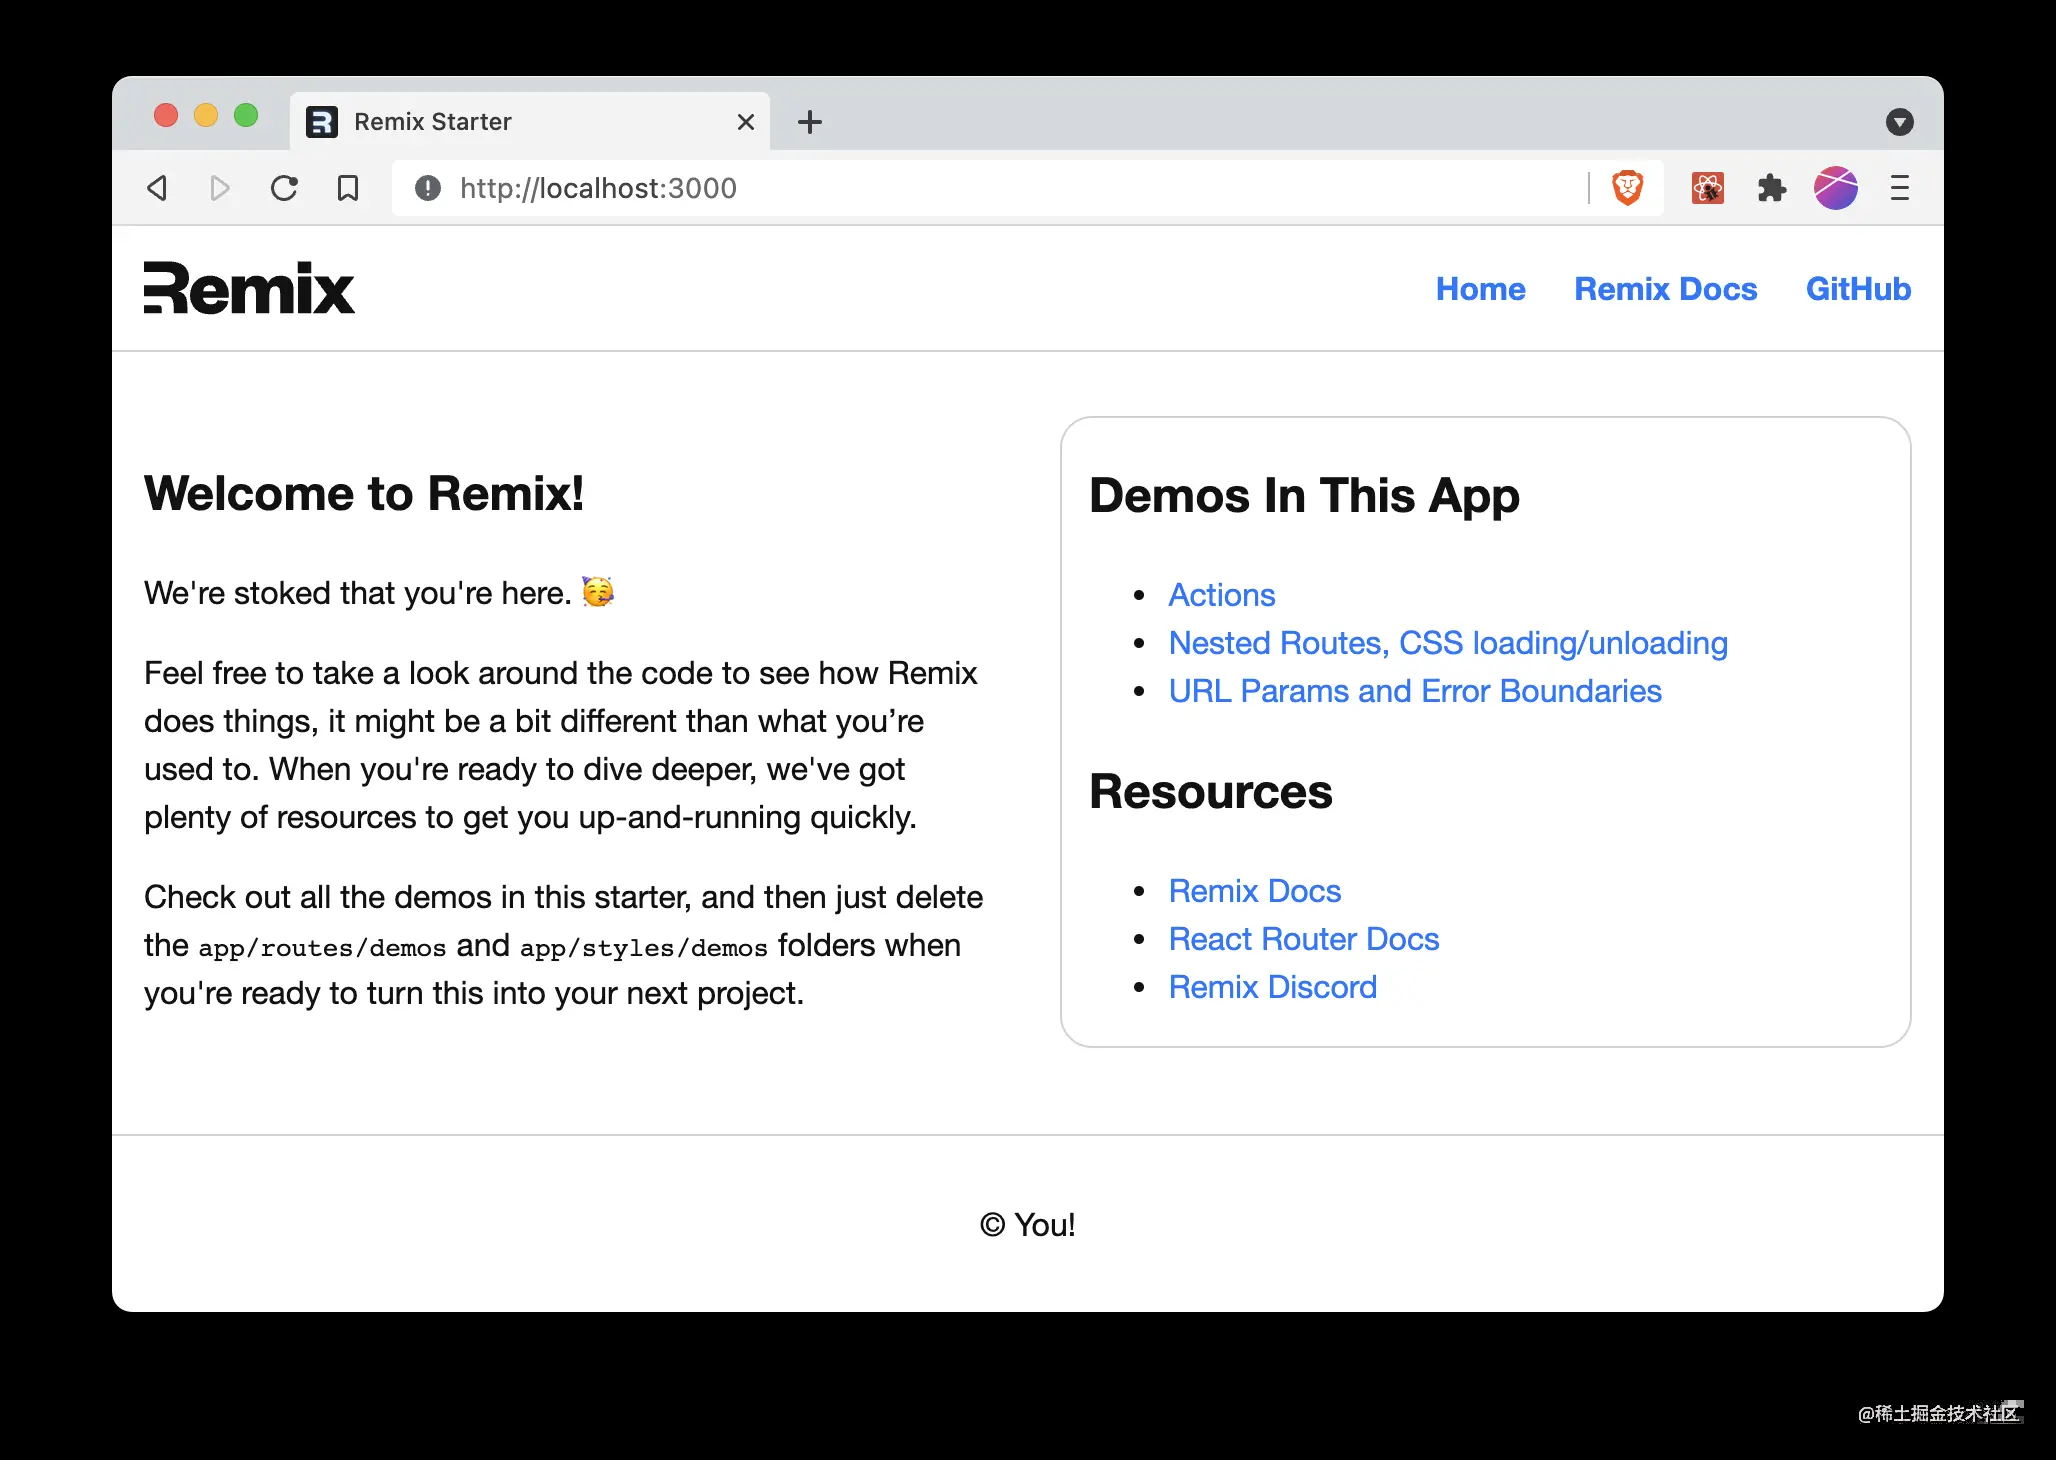 Remix Starter
http://localhost:3000
Remix
Home Remix Docs GitHub
Welcome to Remix!
We're stoked that you're here. 🥳
Feel free to take a look around the code to see how Remix
does things, it might be a bit different than what you’re
used to. When you're ready to dive deeper, we've got
plenty of resources to get you up-and-running quickly.
Check out all the demos in this starter, and then just delete
the app/routes/demos and app/styles/demos folders when
you're ready to turn this into your next project.
Demos In This App
• Actions
• Nested Routes, CSS loading/unloading
• URL Params and Error Boundaries
Resources
• Remix Docs
• React Router Docs
• Remix Discord
© You!
@稀土掘金技术社区